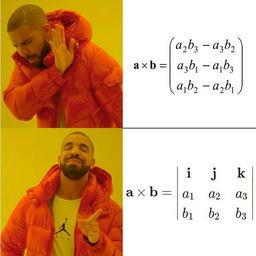 a × b = ( a₂b₃ − a₃b₂
a₃b₁ − a₁b₃
a₁b₂ − a₂b₁ )
a × b = | i j k |
| a₁ a₂ a₃ |
| b₁ b₂ b₃ |